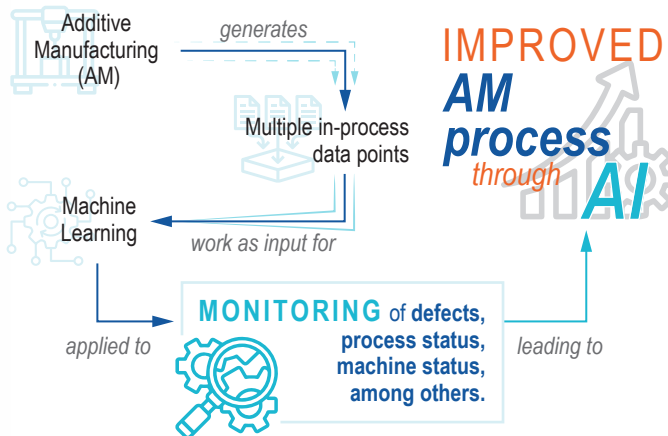 Additive
Manufacturing
(AM)
generates
Multiple in-process
data points
work as input for
Machine
Learning
applied to
MONITORING of defects,
process status,
machine status,
among others.
leading to
IMPROVED
AM
process
through
AI